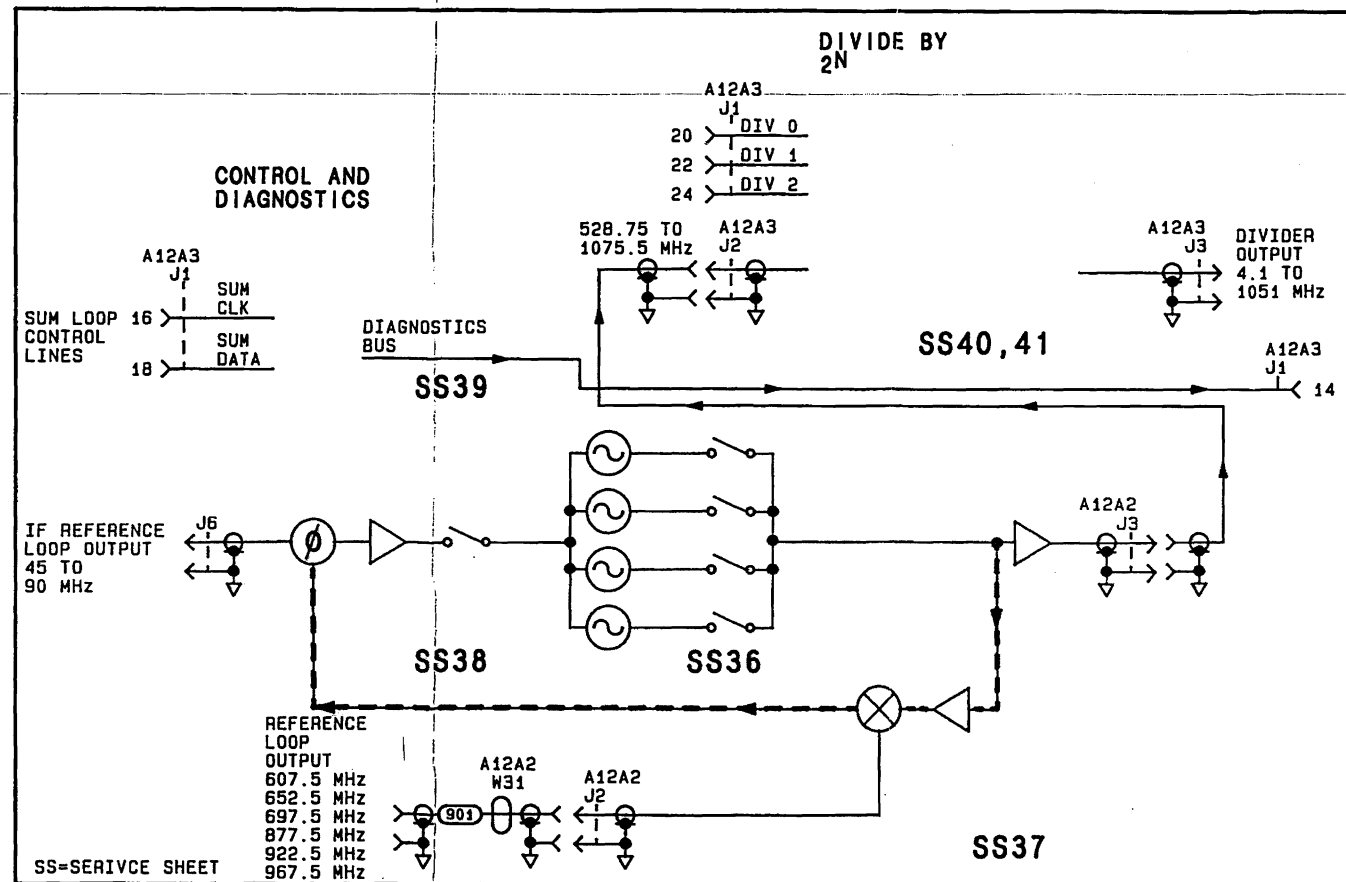 DIVIDE BY
2N
A12A3
J1
20 DIV 0
22 DIV 1
24 DIV 2
CONTROL AND
DIAGNOSTICS
528.75 TO
1075.5 MHz
A12A3
J2
A12A3
J3
DIVIDER
OUTPUT
4.1 TO
1051 MHz
A12A3
J1
SUM LOOP
CONTROL
LINES
16 SUM
CLK
18 SUM
DATA
DIAGNOSTICS
BUS
SS39
SS40,41
A12A3
J1
14
IF REFERENCE
LOOP OUTPUT
45 TO
90 MHz
J6
Ø
A12A2
J3
SS38
SS36
REFERENCE
LOOP
OUTPUT
607.5 MHz
652.5 MHz
697.5 MHz
877.5 MHz
922.5 MHz
967.5 MHz
901
A12A2
W31
A12A2
J2
SS37
SS=SERIVCE SHEET